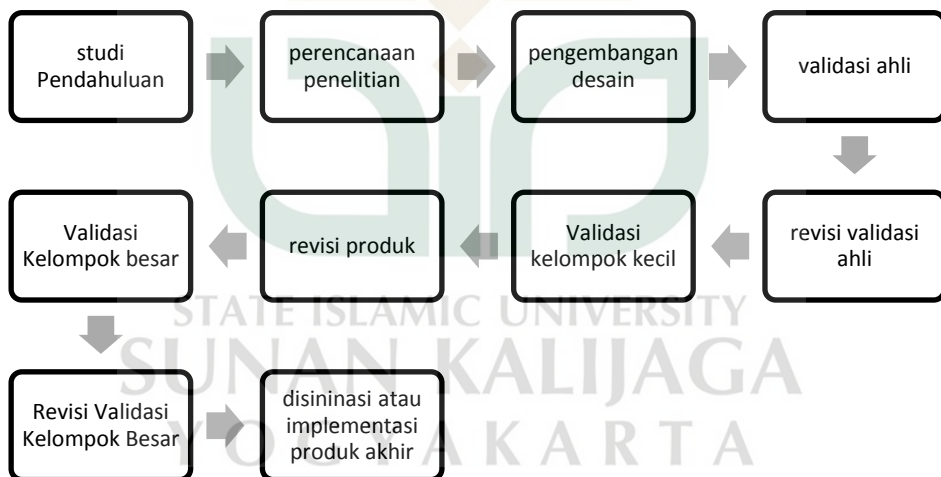 studi
Pendahuluan
perencanaan
penelitian
pengembangan
desain
validasi ahli
revisi validasi
ahli
Validasi
kelompok kecil
revisi produk
Validasi
Kelompok besar
Revisi Validasi
Kelompok Besar
disininasi atau
implementasi
produk akhir
STATE ISLAMIC UNIVERSITY
SUNAN KALIJAGA
YOGYAKARTA